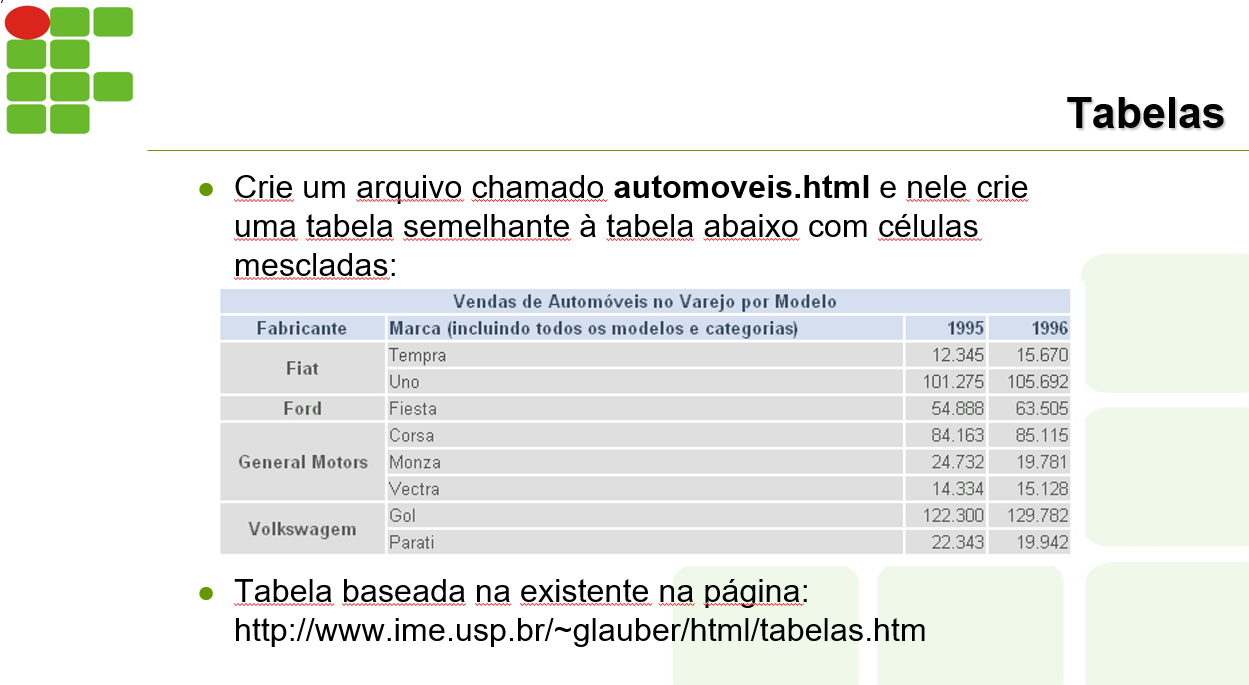 Tabelas
Crie um arquivo chamado automoveis.html e nele crie
uma tabela semelhante à tabela abaixo com células
mescladas:
Vendas de Automóveis no Varejo por Modelo
Fabricante Marca (incluindo todos os modelos e categorias) 1995 1996
Fiat Tempra 12.345 15.670
Uno 101.275 105.692
Ford Fiesta 54.888 63.505
General Motors Corsa 84.163 85.115
Monza 24.732 19.781
Vectra 14.334 15.128
Volkswagem Gol 122.300 129.782
Parati 22.343 19.942
Tabela baseada na existente na página:
http://www.ime.usp.br/~glauber/html/tabelas.htm